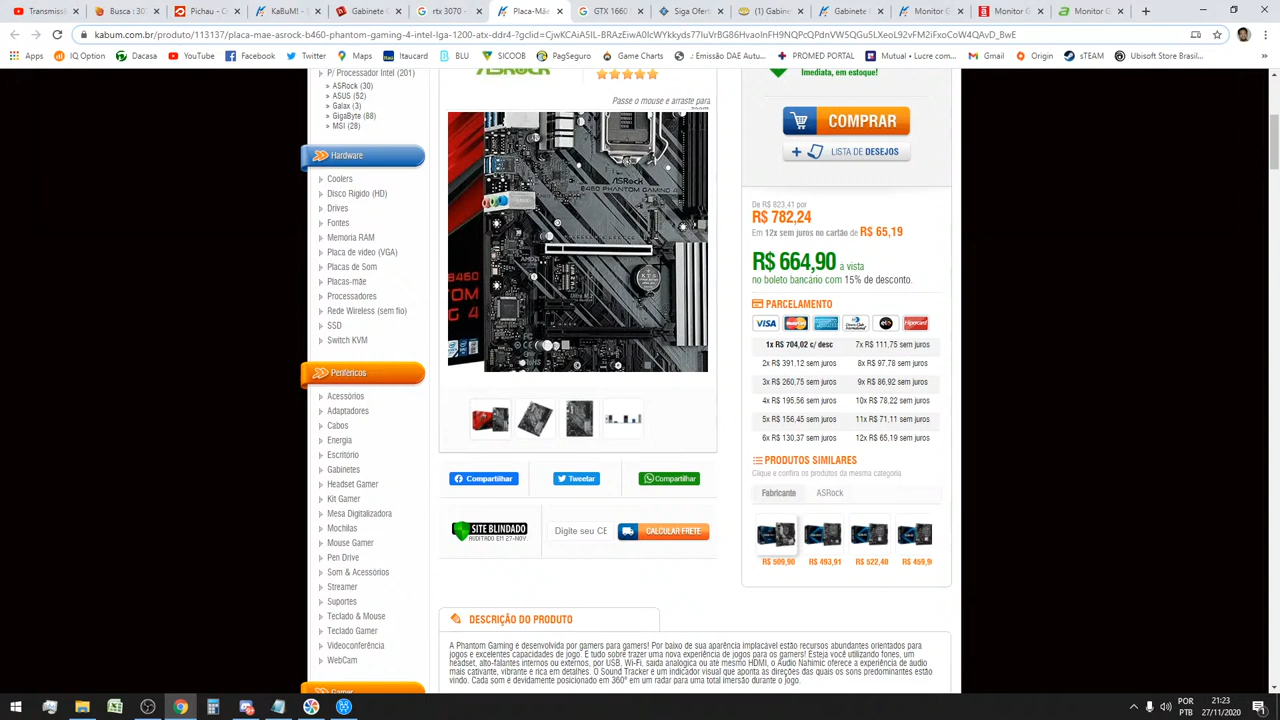 Busca : 3
Pichau -
KaBuM! -
Gabinete C
rtx 3070 -
Placa-Mãe
GTX 1660
Siga Oferta
(1) Gabine
Gabinete
Monitor
Monitor G
Monitor G
kabum.com.br/produto/113137/placa-mae-asrock-b460-phantom-gaming-4-intel-lga-1200-atx-ddr4-?gclid=
Apps
IQ Option
Dacasa
YouTube
Facebook
Twitter
Maps
Itaucard
BLU
SICOOB
PagSeguro
Game Charts
.: Emissão DAE Autu...
PROMED PORTAL
Mutual • Lucre com...
Gmail
Origin
sTEAM
Ubisoft Store Brasil...
P/ Processador Intel (201)
» ASRock (30)
» ASUS (52)
» Galax (3)
» GigaByte (88)
» MSI (28)
Hardware
Coolers
Disco Rígido (HD)
Drives
Fontes
Memória RAM
Placa de vídeo (VGA)
Placas de Som
Placas-mãe
Processadores
Rede Wireless (sem fio)
SSD
Switch KVM
Periféricos
Acessórios
Adaptadores
Cabos
Energia
Escritório
Gabinetes
Headset Gamer
Kit Gamer
Mesa Digitalizadora
Mochilas
Mouse Gamer
Pen Drive
Som & Acessórios
Streamer
Suportes
Teclado & Mouse
Teclado Gamer
Videoconferência
WebCam
Gamer
ASRock
Passe o mouse e arraste para
zoom
ASRock
B460 PHANTOM GAMING 4
Compartilhar
Tweetar
Compartilhar
SITE BLINDADO
AUDITADO EM 27-NOV.
Digite seu CE
CALCULAR FRETE
Imediata, em estoque!
COMPRAR
LISTA DE DESEJOS
De R$ 823,41 por
R$ 782,24
Em 12x sem juros no cartão de R$ 65,19
R$ 664,90 à vista
no boleto bancário com 15% de desconto.
PARCELAMENTO
VISA
MasterCard
elo
Hipercard
1x R$ 704,02 c/ desc 7x R$ 111,75 sem juros
2x R$ 391,12 sem juros 8x R$ 97,78 sem juros
3x R$ 260,75 sem juros 9x R$ 86,92 sem juros
4x R$ 195,56 sem juros 10x R$ 78,22 sem juros
5x R$ 156,45 sem juros 11x R$ 71,11 sem juros
6x R$ 130,37 sem juros 12x R$ 65,19 sem juros
PRODUTOS SIMILARES
Clique e confira os produtos da mesma categoria
Fabricante ASRock
R$ 509,90
R$ 493,91
R$ 522,40
R$ 459,9
DESCRIÇÃO DO PRODUTO
A Phantom Gaming é desenvolvida por gamers para gamers! Por baixo de sua aparência implacável estão recursos abundantes orientados para
jogos e excelentes capacidades de jogo. É tudo sobre trazer uma nova experiência de jogos para os gamers! Esteja você utilizando fones, um
headset, alto-falantes internos ou externos, por USB, Wi-Fi, saída analógica ou até mesmo HDMI, o Áudio Nahimic oferece a experiência de áudio
mais cativante, vibrante e rica em detalhes. O Sound Tracker é um indicador visual que aponta as direções das quais os sons predominantes estão
vindo. Cada som é devidamente posicionado em 360º em um radar para uma total imersão durante o jogo.
POR
PTB
21:23
27/11/2020